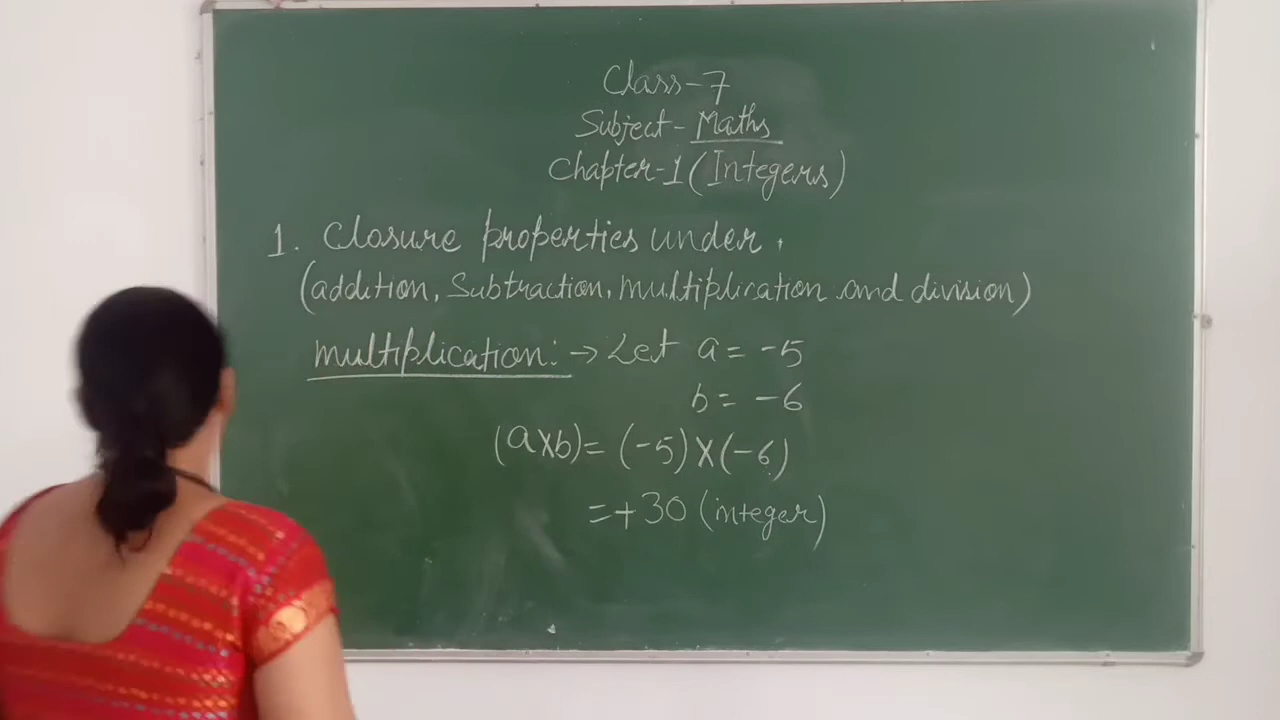 Class-7
Subject- Maths
Chapter-1 (Integers)
1. Closure properties under.
(addition, Subtraction, multiplication and division)
multiplication: → Let a = -5
b = -6
(a×b) = (-5)×(-6)
= +30 (integer)